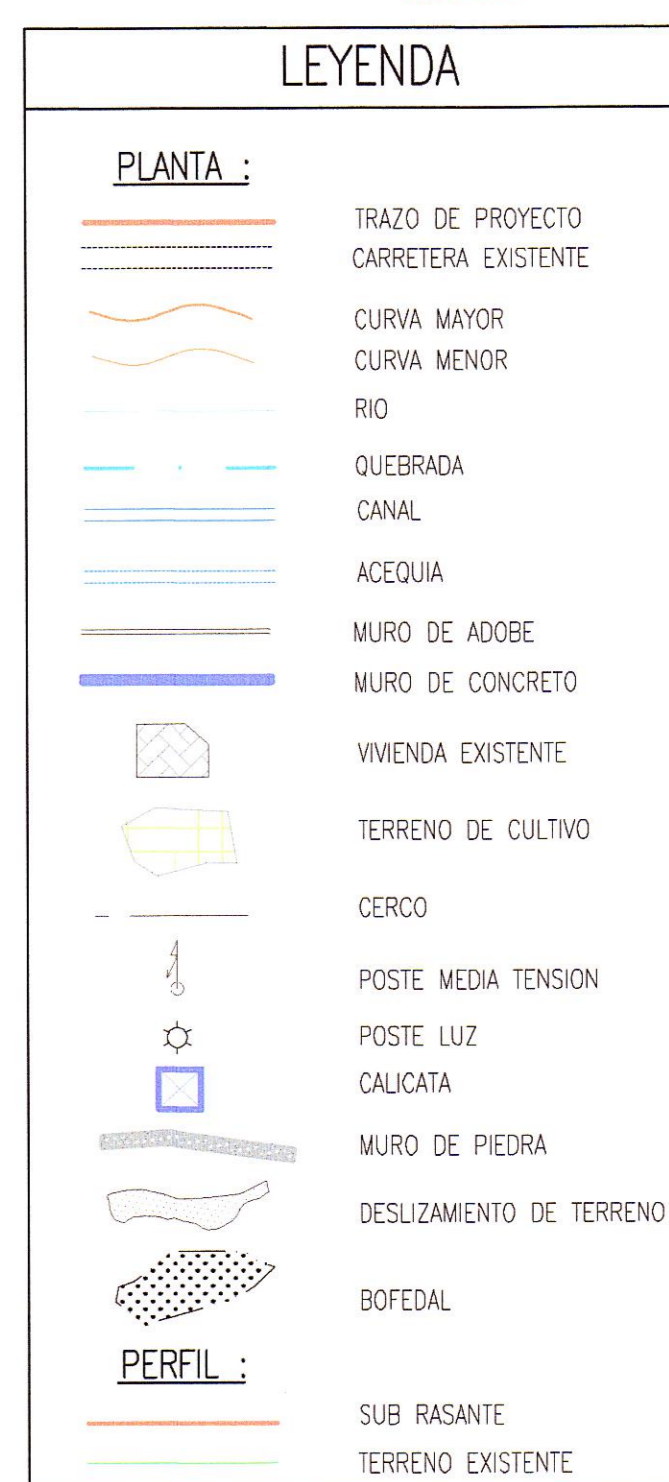 LEYENDA
PLANTA :
TRAZO DE PROYECTO
CARRETERA EXISTENTE
CURVA MAYOR
CURVA MENOR
RIO
QUEBRADA
CANAL
ACEQUIA
MURO DE ADOBE
MURO DE CONCRETO
VIVIENDA EXISTENTE
TERRENO DE CULTIVO
CERCO
POSTE MEDIA TENSION
POSTE LUZ
CALICATA
MURO DE PIEDRA
DESLIZAMIENTO DE TERRENO
BOFEDAL
PERFIL :
SUB RASANTE
TERRENO EXISTENTE